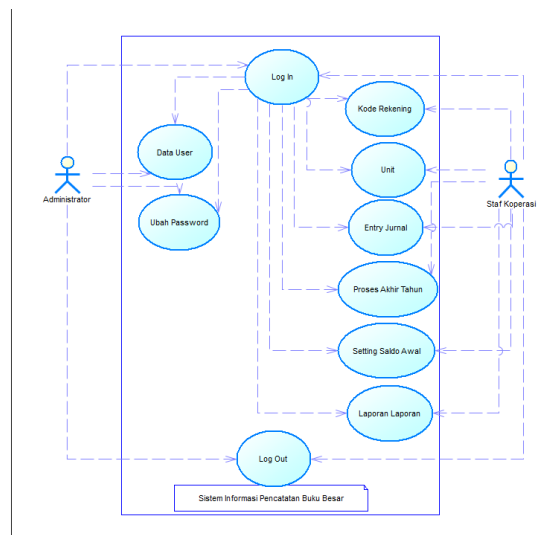 Log In
Kode Rekening
Data User
Unit
Administrator
Staf Koperasi
Ubah Password
Entry Jurnal
Proses Akhir Tahun
Setting Saldo Awal
Laporan Laporan
Log Out
Sistem Informasi Pencatatan Buku Besar